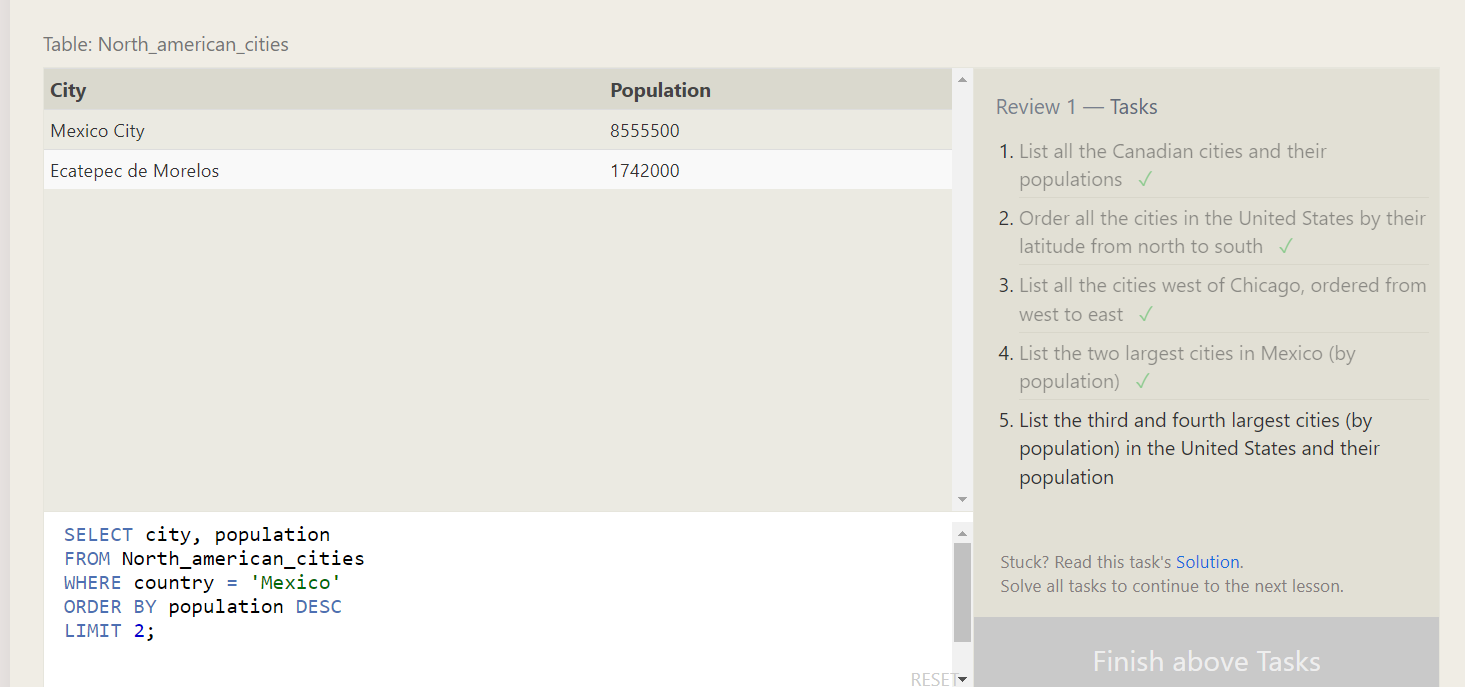 Table: North_american_cities
City Population
Mexico City 8555500
Ecatepec de Morelos 1742000
SELECT city, population
FROM North_american_cities
WHERE country = 'Mexico'
ORDER BY population DESC
LIMIT 2;
RESET
Review 1 — Tasks
1. List all the Canadian cities and their
populations ✓
2. Order all the cities in the United States by their
latitude from north to south ✓
3. List all the cities west of Chicago, ordered from
west to east ✓
4. List the two largest cities in Mexico (by
population) ✓
5. List the third and fourth largest cities (by
population) in the United States and their
population
Stuck? Read this task's Solution.
Solve all tasks to continue to the next lesson.
Finish above Tasks